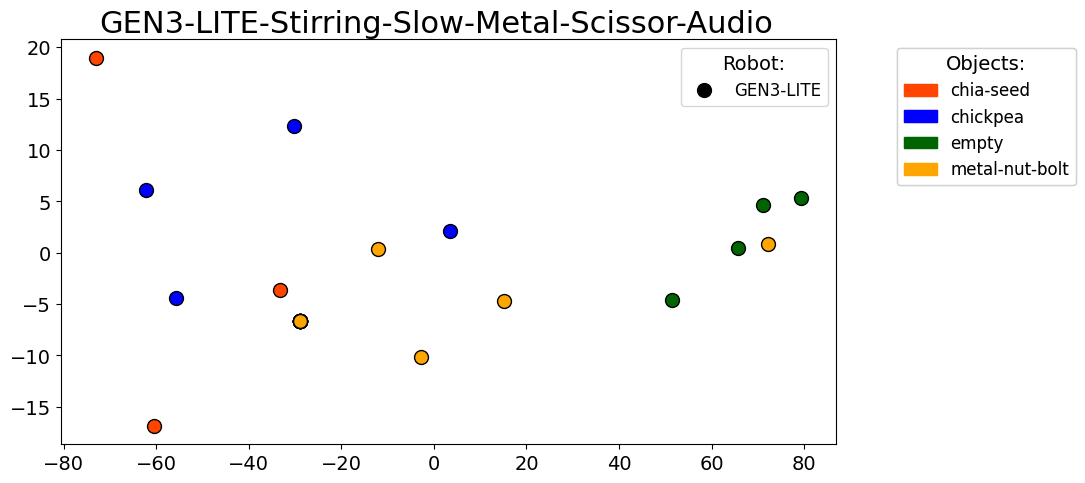 GEN3-LITE-Stirring-Slow-Metal-Scissor-Audio
20
15
10
5
0
−5
−10
−15
−80
−60
−40
−20
0
20
40
60
80
Robot:
GEN3-LITE
Objects:
chia-seed
chickpea
empty
metal-nut-bolt